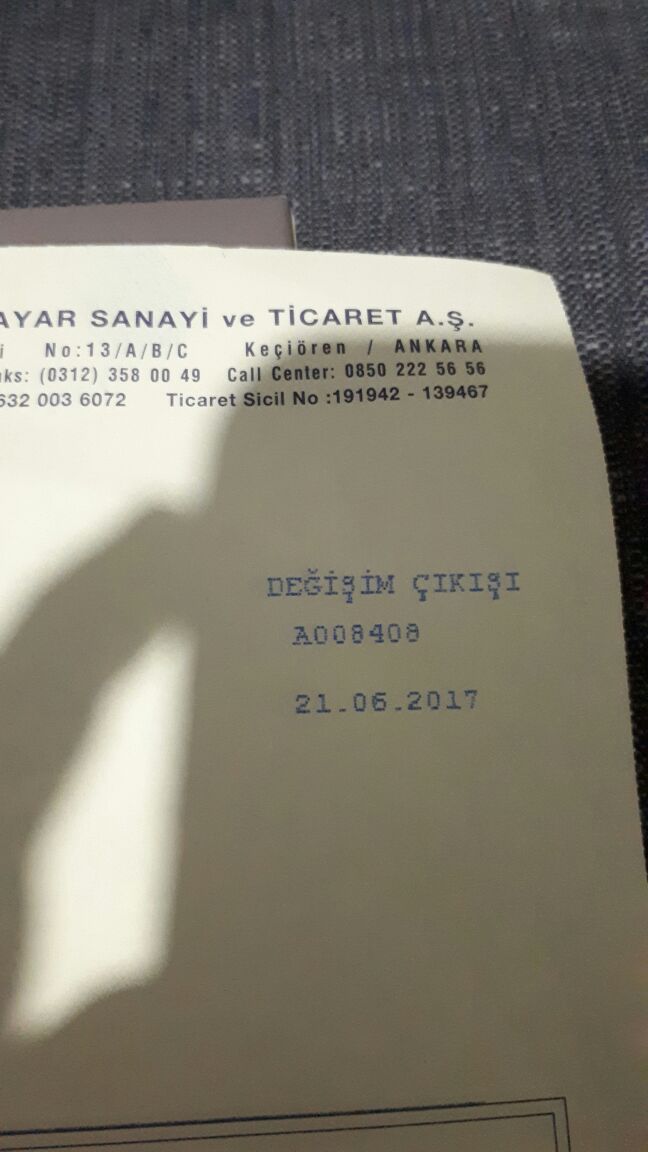 AYAR SANAYİ ve TİCARET A.Ş.
No:13/A/B/C Keçiören / ANKARA
aks: (0312) 358 00 49 Call Center: 0850 222 56 56
632 003 6072 Ticaret Sicil No :191942 - 139467
DEĞİŞİM ÇIKIŞI
A008408
21.06.2017